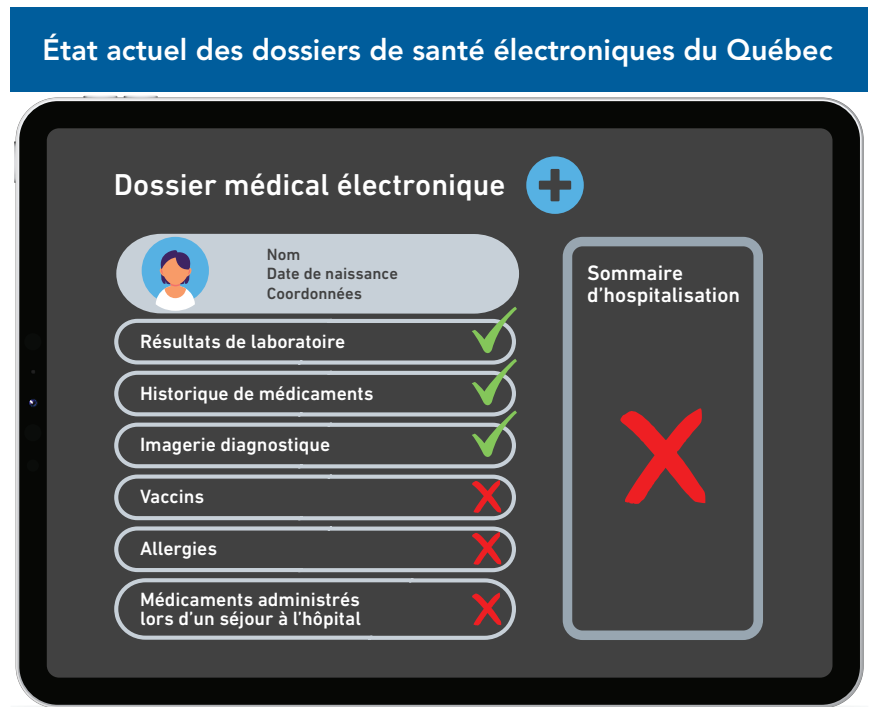 État actuel des dossiers de santé électroniques du Québec
Dossier médical électronique
Nom
Date de naissance
Coordonnées
Résultats de laboratoire
Historique de médicaments
Imagerie diagnostique
Vaccins
Allergies
Médicaments administrés
lors d'un séjour à l'hôpital
Sommaire
d'hospitalisation